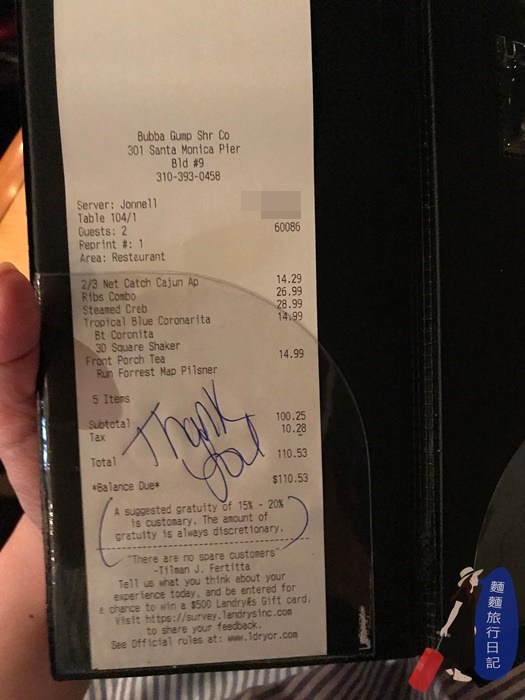 Bubba Gump Shr Co
301 Santa Monica Pier
Bld #9
310-393-0458
Server: Jonnell
Table 104/1
Guests: 2 60086
Reprint #: 1
Area: Restaurant
2/3 Net Catch Cajun Ap 14.29
Ribs Combo 26.99
Steamed Crab 28.99
Tropical Blue Coronarita 14.99
Bt Coronita
3D Square Shaker
Front Porch Tea 14.99
Run Forrest Map Pilsner
5 Items
Subtotal 100.25
Tax 10.28
Total 110.53
*Balance Due* $110.53
Thank You
A suggested gratuity of 15% - 20%
is customary. The amount of
gratuity is always discretionary.
"There are no spare customers"
-Tilman J. Fertitta
Tell us what you think about your
experience today, and be entered for
a chance to win a $500 Landry's Gift card.
Visit https://survey.landrysinc.com
to share your feedback.
See Official rules at: www.ldryor.com
麵麵旅行日記